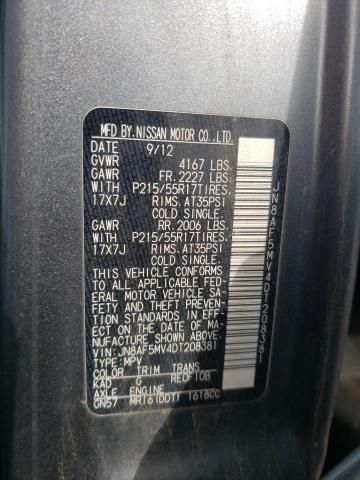 MFD BY. NISSAN MOTOR CO., LTD.
DATE 9/12
GVWR 4167 LBS.
GAWR FR. 2227 LBS.
WITH P215/55R17TIRES.
17X7J RIMS. AT35PSI
COLD SINGLE.
GAWR RR. 2006 LBS.
WITH P215/55R17TIRES.
17X7J RIMS. AT35PSI
COLD SINGLE.
THIS VEHICLE CONFORMS
TO ALL APPLICABLE FED-
ERAL MOTOR VEHICLE SA-
FETY AND THEFT PREVEN-
TION STANDARDS IN
EFFECT ON THE DATE OF MA-
NUFACTURE SHOWN ABOVE.
VIN: JN8AF5MV4DT208381
TYPE: MPV
COLOR TRIM TRANS
KAD G RE0F10B
AXLE ENGINE
GN57 MR16(DDT) 1618CC
JN8AF5MV4DT208381